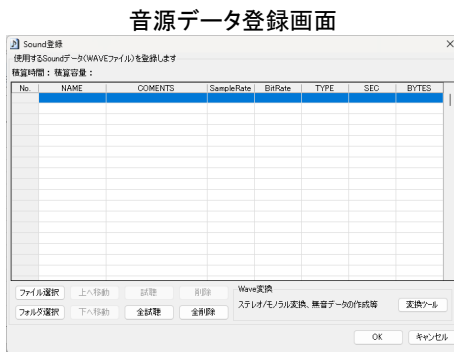 音源データ登録画面
Sound登録
使用するSoundデータ(WAVEファイル)を登録します
積算時間： 積算容量：
No. NAME COMENTS SampleRate BitRate TYPE SEC BYTES
ファイル選択 上へ移動 試聴 削除
フォルダ選択 下へ移動 全試聴 全削除
Wave変換
ステレオ/モノラル変換、無音データの作成等 変換ツール
OK キャンセル